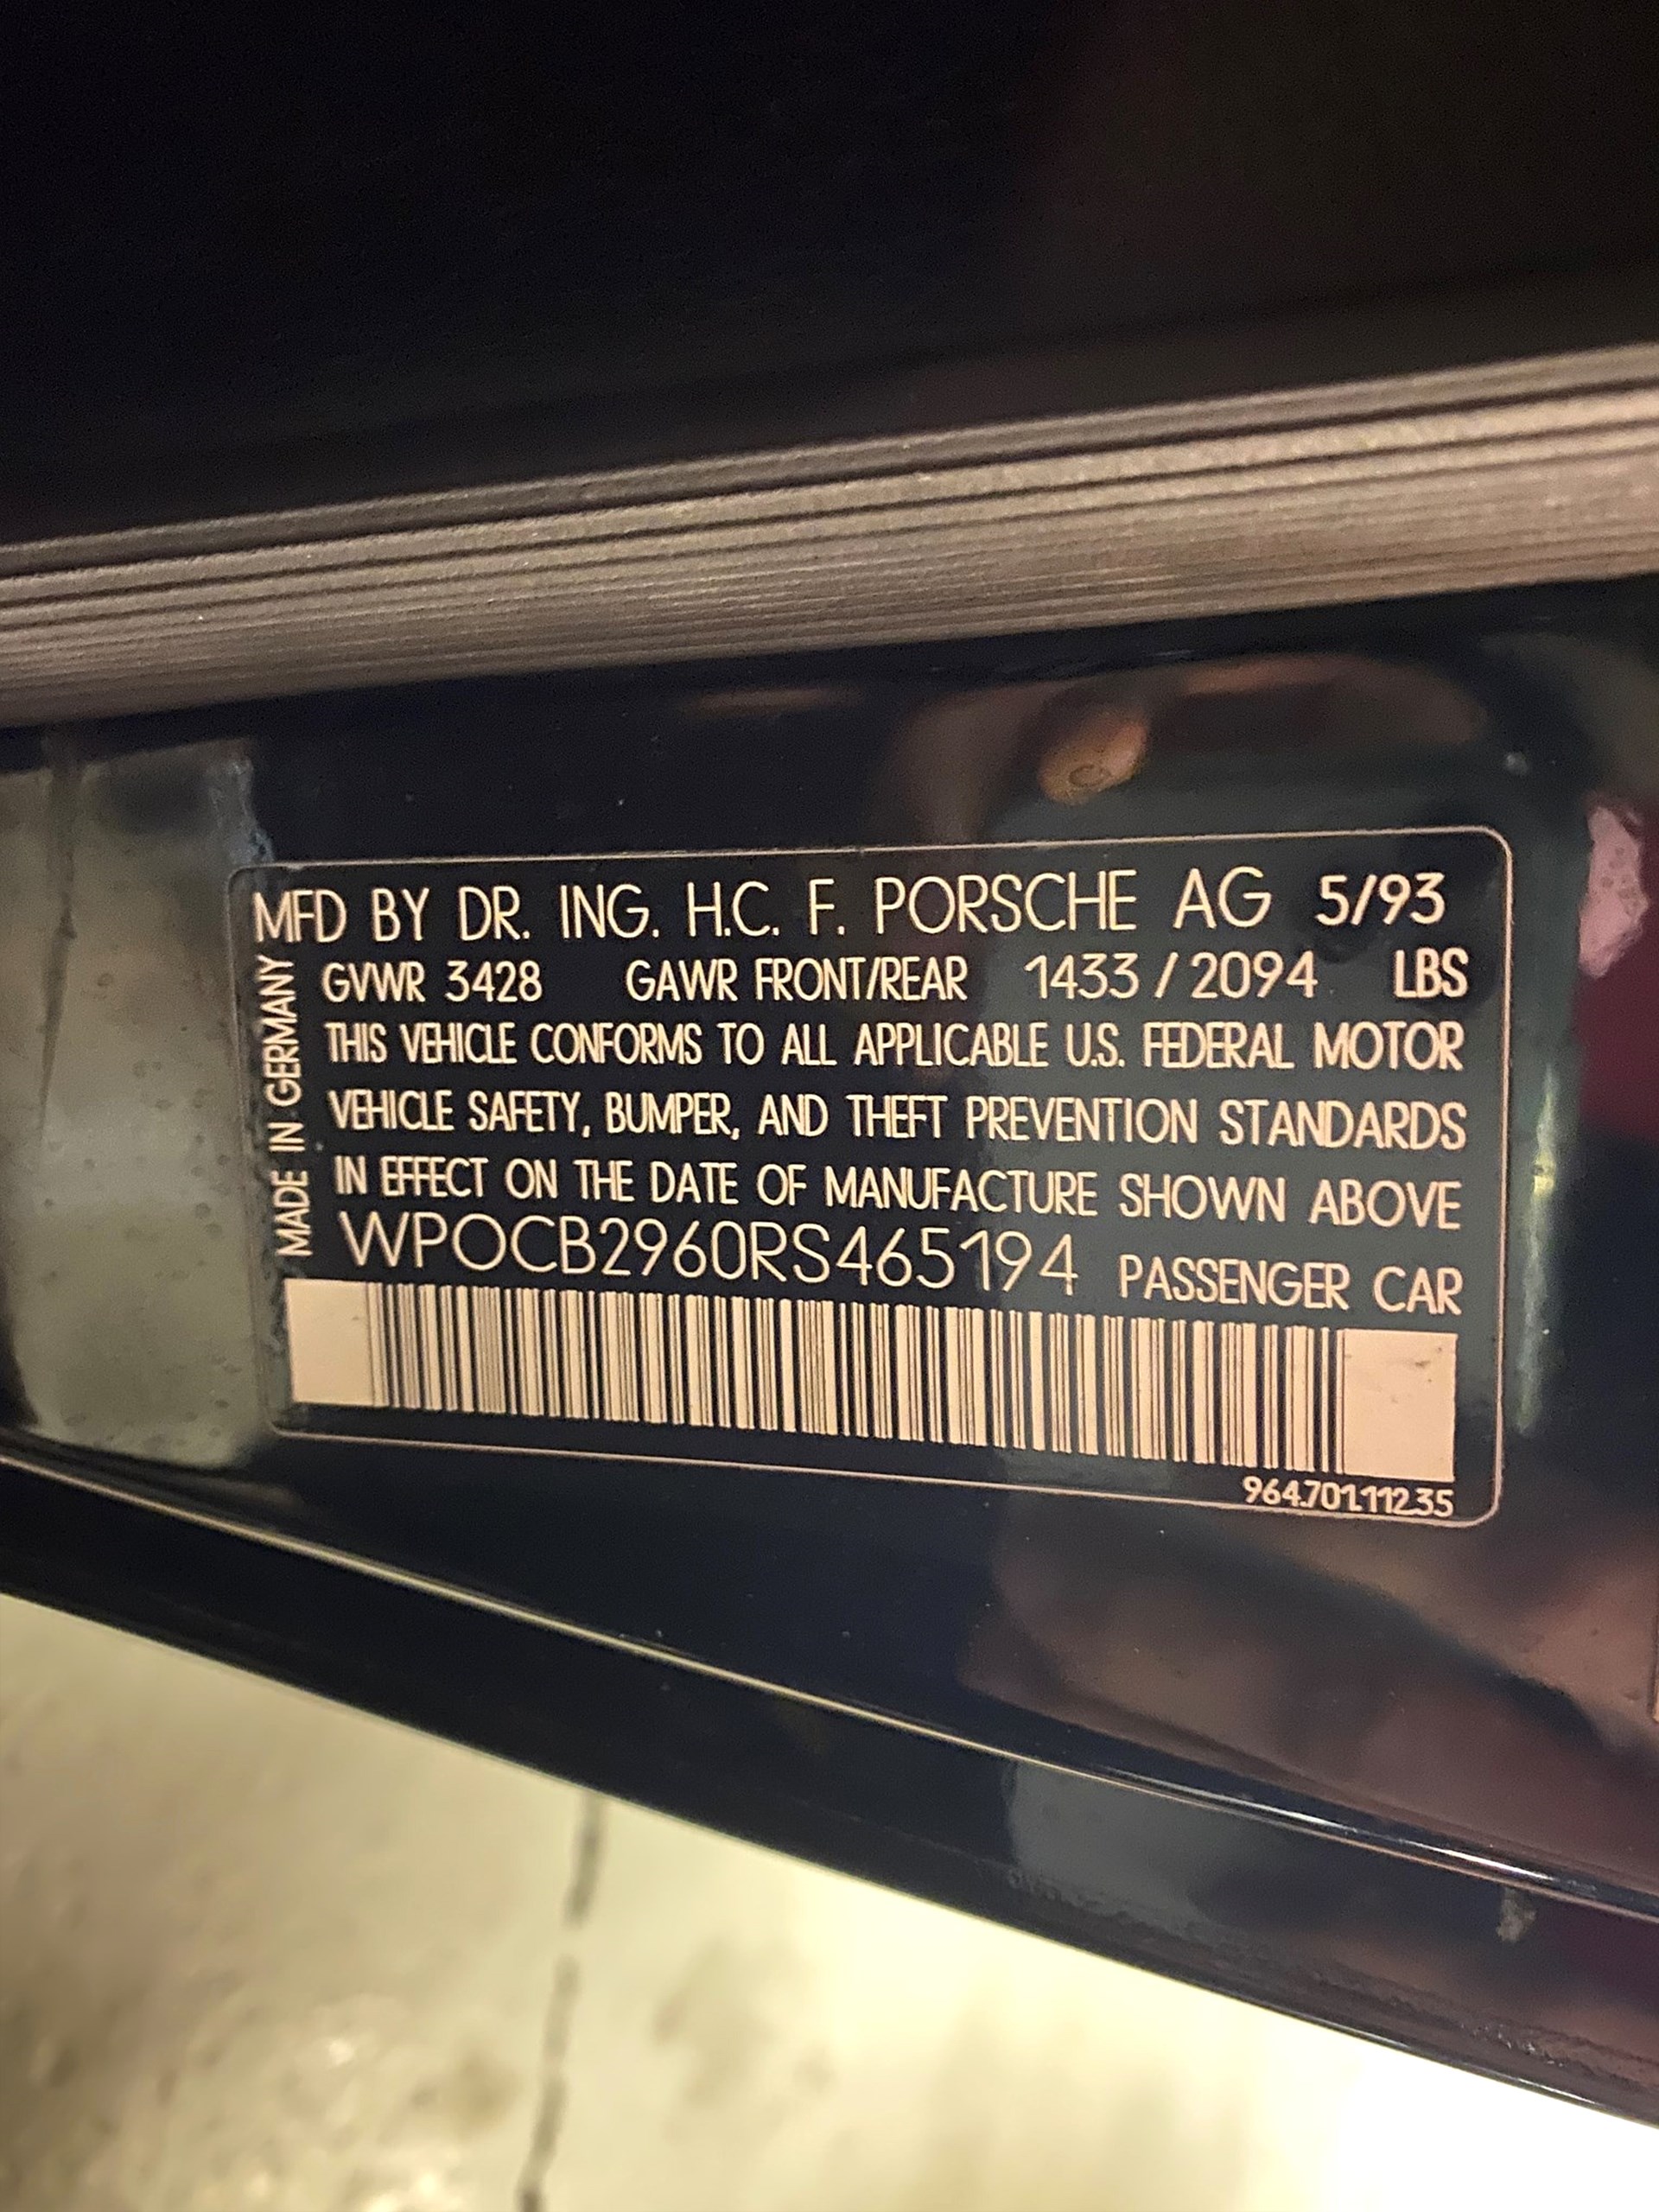 MFD BY DR. ING. H.C. F. PORSCHE AG 5/93
GVWR 3428 GAWR FRONT/REAR 1433 / 2094 LBS
THIS VEHICLE CONFORMS TO ALL APPLICABLE U.S. FEDERAL MOTOR
VEHICLE SAFETY, BUMPER, AND THEFT PREVENTION STANDARDS
IN EFFECT ON THE DATE OF MANUFACTURE SHOWN ABOVE
WP0CB2960RS465194 PASSENGER CAR
964.701.112.35
MADE IN GERMANY